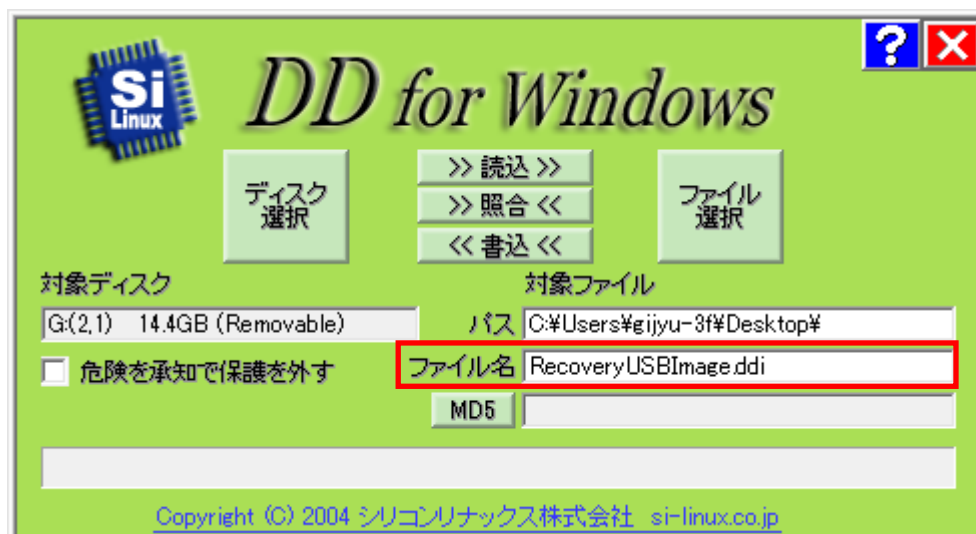 Si
Linux
DD for Windows
?
ディスク
選択
>> 読込 >>
>> 照合 <<
<< 書込 <<
ファイル
選択
対象ディスク
対象ファイル
G:(2,1) 14.4GB (Removable)
パス C:¥Users¥gijyu-3f¥Desktop¥
危険を承知で保護を外す
ファイル名 RecoveryUSBImage.ddi
MD5
Copyright (C) 2004 シリコンリナックス株式会社 si-linux.co.jp